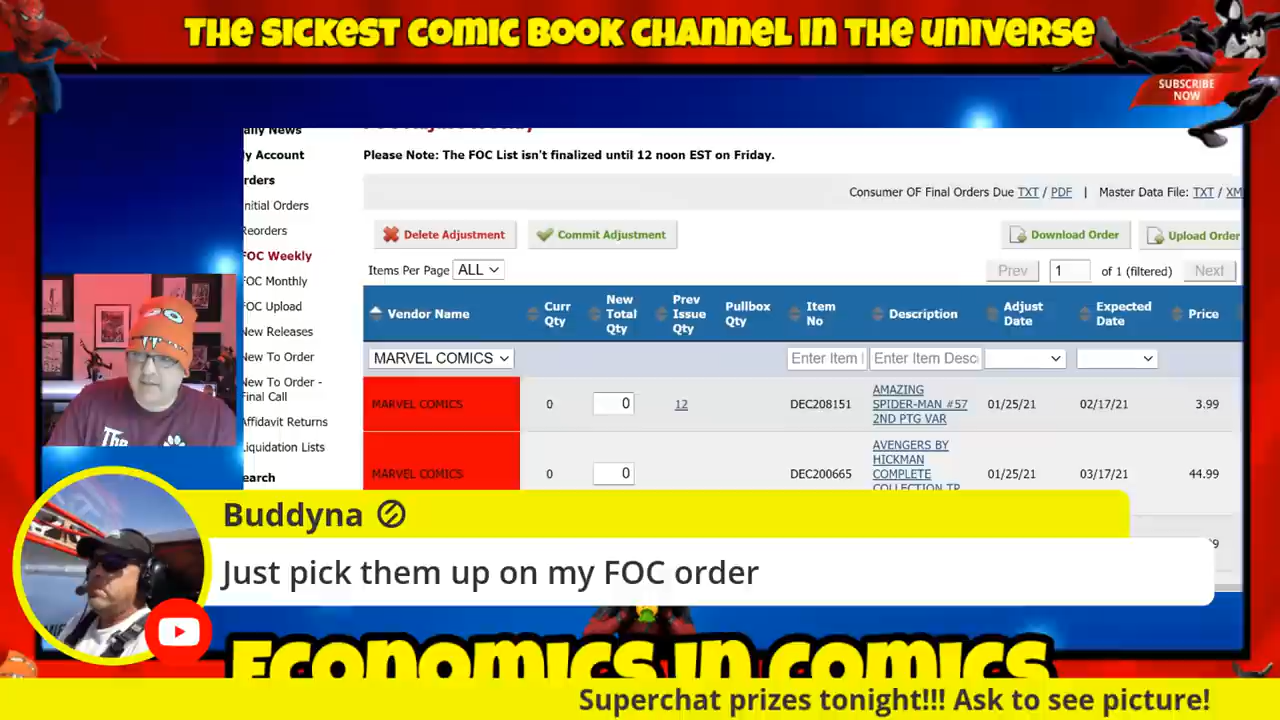 THE SICKEST COMIC BOOK CHANNEL IN THE UNIVERSE
SUBSCRIBE
NOW
aily News
y Account
rders
nitial Orders
Reorders
FOC Weekly
FOC Monthly
FOC Upload
New Releases
New To Order
New To Order -
Final Call
Affidavit Returns
Liquidation Lists
earch
Please Note: The FOC List isn't finalized until 12 noon EST on Friday.
Consumer OF Final Orders Due TXT / PDF | Master Data File: TXT / XM
Delete Adjustment
Commit Adjustment
Download Order
Upload Order
Items Per Page ALL
Prev 1 of 1 (filtered) Next
Vendor Name
Curr
Qty
New
Total
Qty
Prev
Issue
Qty
Pullbox
Qty
Item
No
Description
Adjust
Date
Expected
Date
Price
MARVEL COMICS
Enter Item
Enter Item Desc
MARVEL COMICS 0 0 12 DEC208151
AMAZING
SPIDER-MAN #57
2ND PTG VAR
01/25/21 02/17/21 3.99
MARVEL COMICS 0 0 DEC200665
AVENGERS BY
HICKMAN
COMPLETE
COLLECTION TP
01/25/21 03/17/21 44.99
Buddyna
Just pick them up on my FOC order
ECONOMICS IN COMICS
Superchat prizes tonight!!! Ask to see picture!